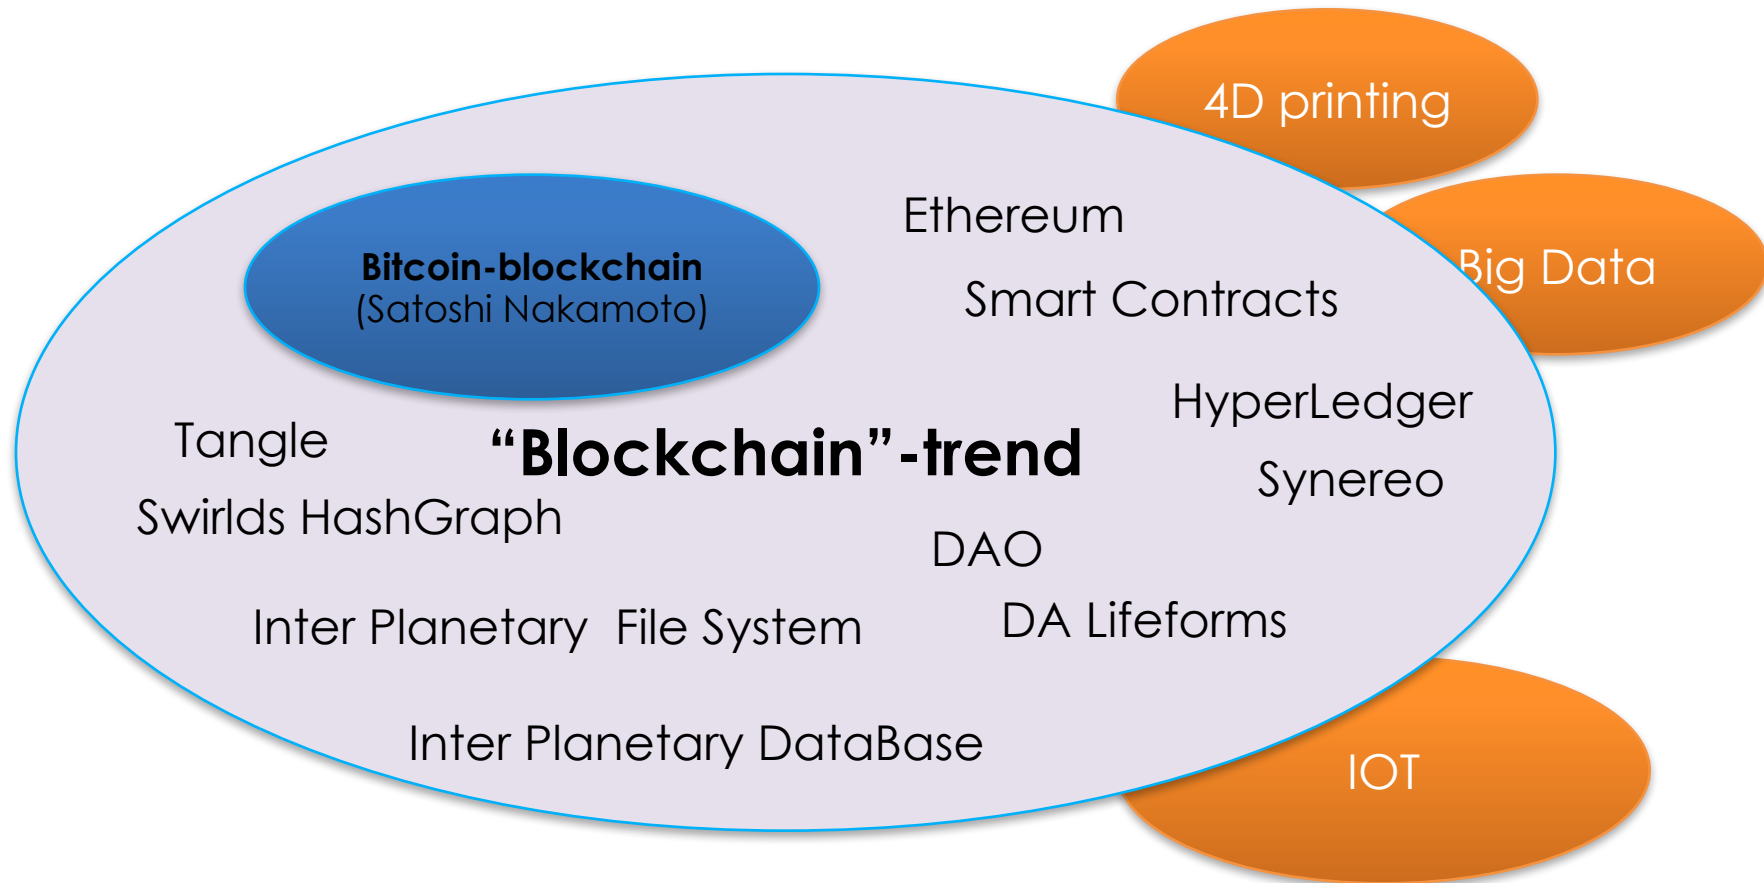 4D printing
Ethereum
Big Data
Bitcoin-blockchain
(Satoshi Nakamoto)
Smart Contracts
HyperLedger
Tangle
“Blockchain”-trend
Synereo
Swirlds HashGraph
DAO
Inter Planetary  File System
DA Lifeforms
Inter Planetary DataBase
IOT